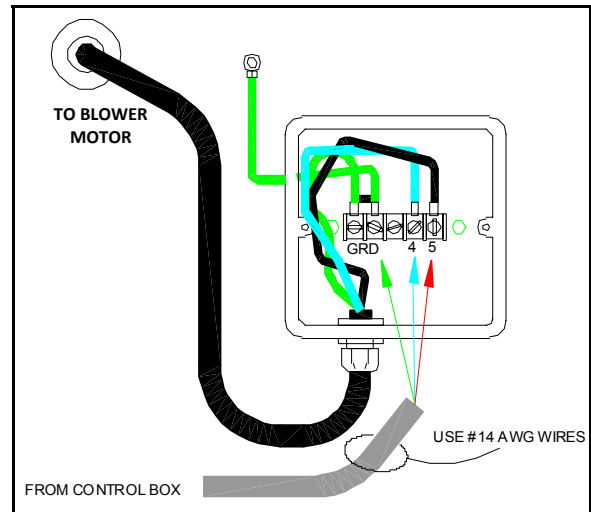 TO BLOWER
MOTOR
GRD 4 5
USE #14 AWG WIRES
FROM CONTROL BOX